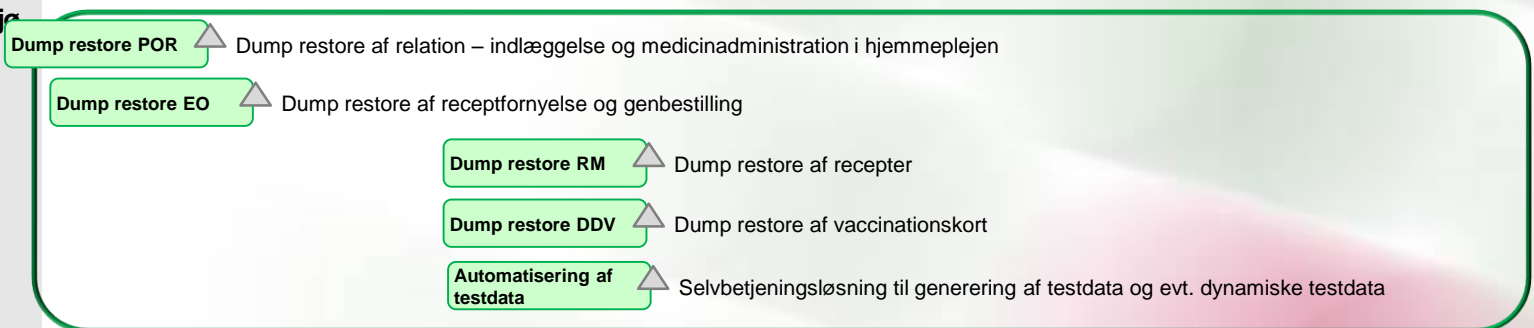 Dump restore POR Dump restore af relation – indlæggelse og medicinadministration i hjemmeplejen
Dump restore EO Dump restore af receptfornyelse og genbestilling
Dump restore RM Dump restore af recepter
Dump restore DDV Dump restore af vaccinationskort
Automatisering af
testdata Selvbetjeningsløsning til generering af testdata og evt. dynamiske testdata